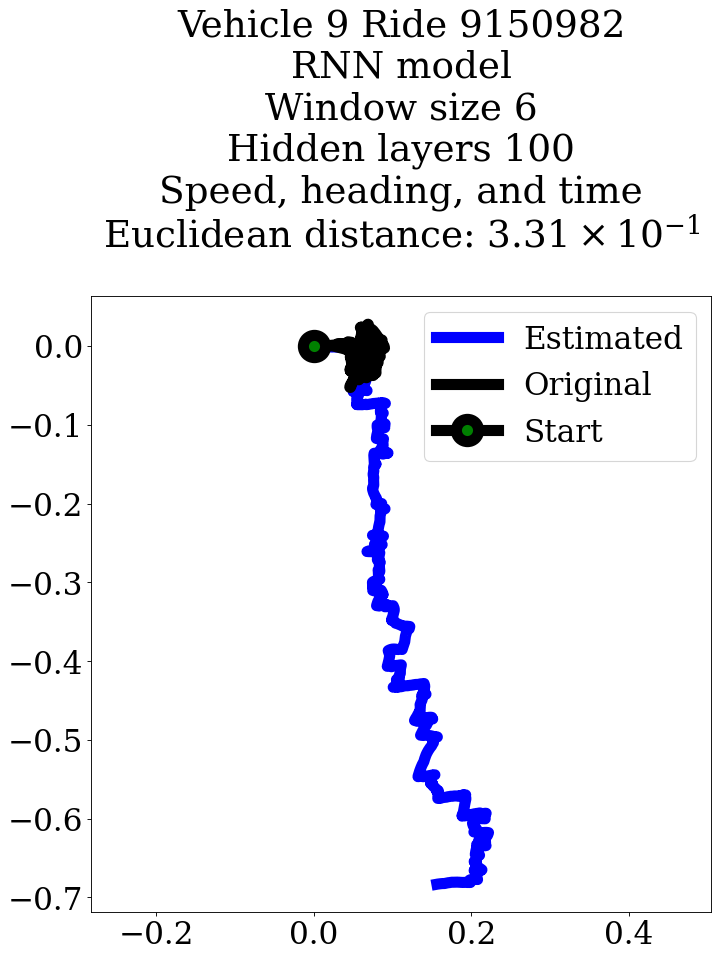 Vehicle 9 Ride 9150982
RNN model
Window size 6
Hidden layers 100
Speed, heading, and time
Euclidean distance: 3.31 × 10⁻¹
Estimated
Original
Start
0.0
−0.1
−0.2
−0.3
−0.4
−0.5
−0.6
−0.7
−0.2 0.0 0.2 0.4